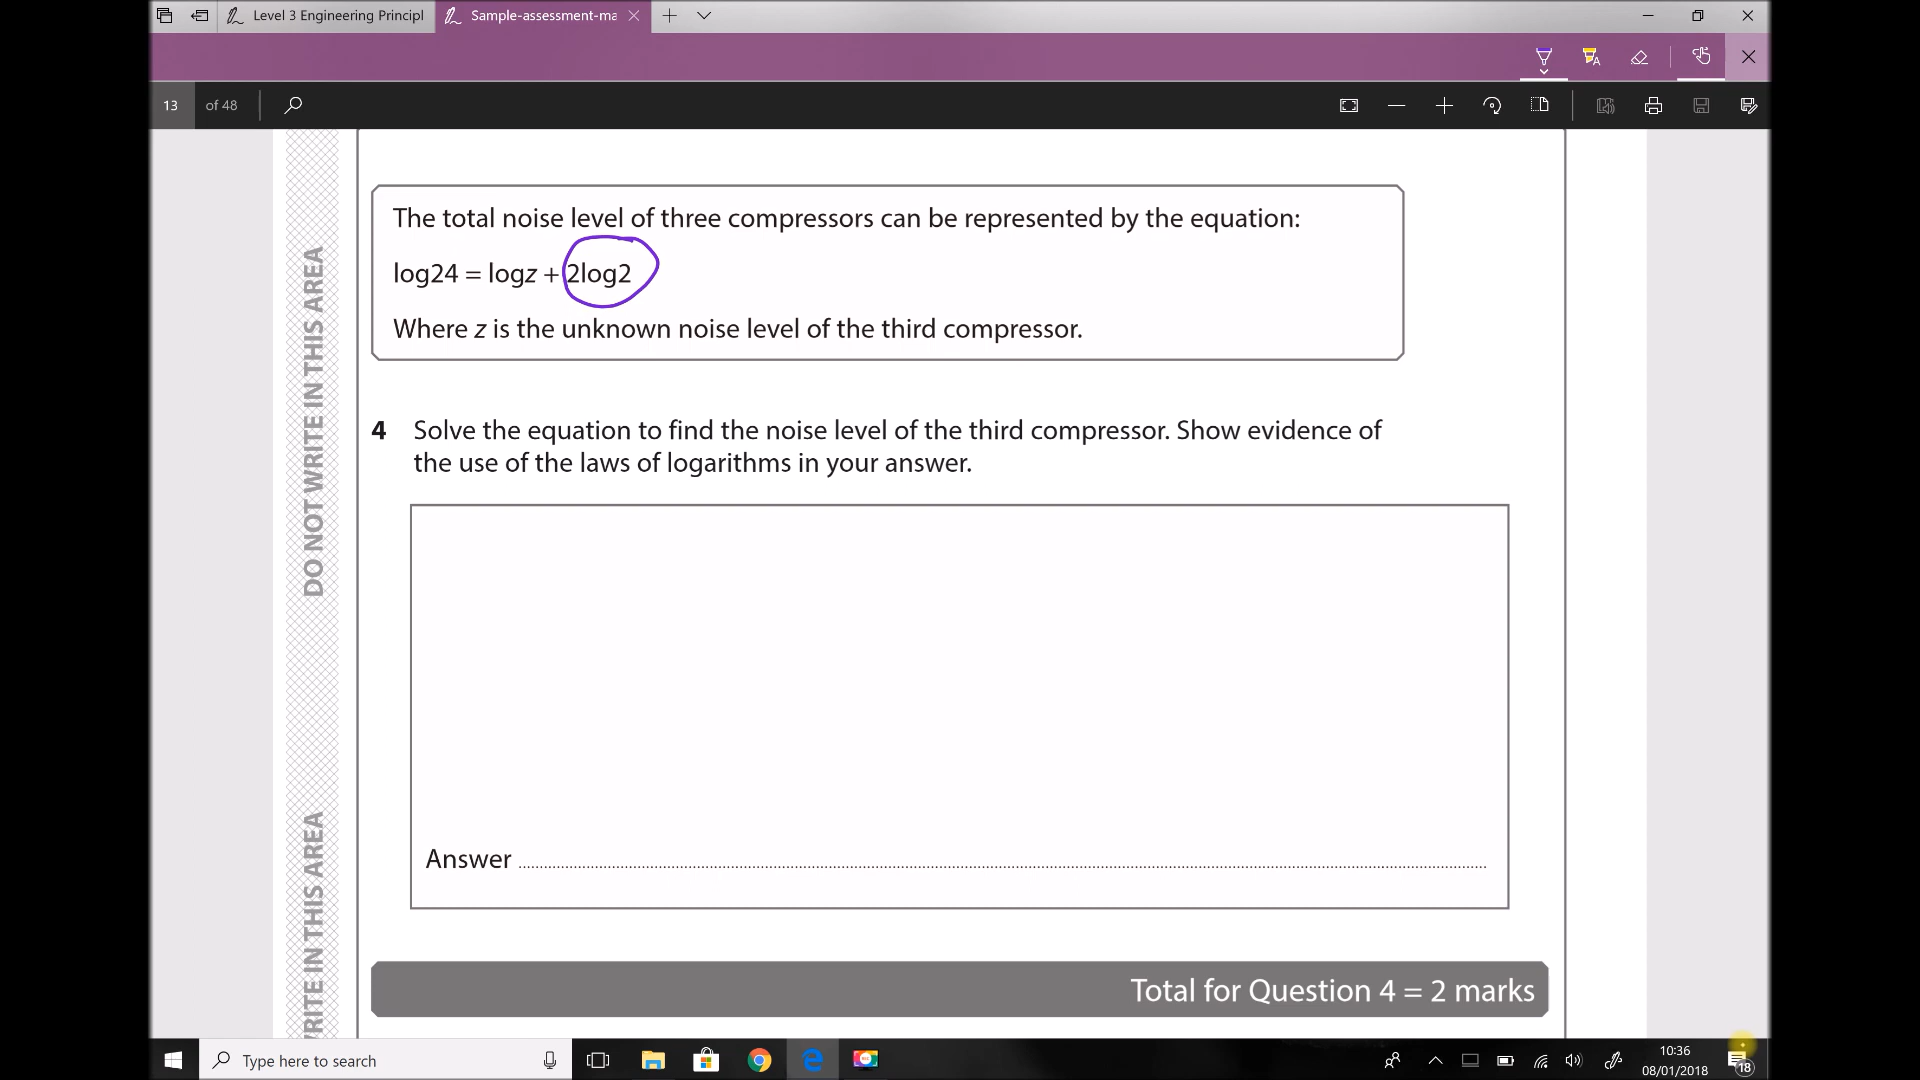 Level 3 Engineering Principl
Sample-assessment-ma
13 of 48
The total noise level of three compressors can be represented by the equation:
log24 = logz + 2log2
Where z is the unknown noise level of the third compressor.
4 Solve the equation to find the noise level of the third compressor. Show evidence of
the use of the laws of logarithms in your answer.
Answer
Total for Question 4 = 2 marks
DO NOT WRITE IN THIS AREA
WRITE IN THIS AREA
Type here to search
10:36
08/01/2018
18